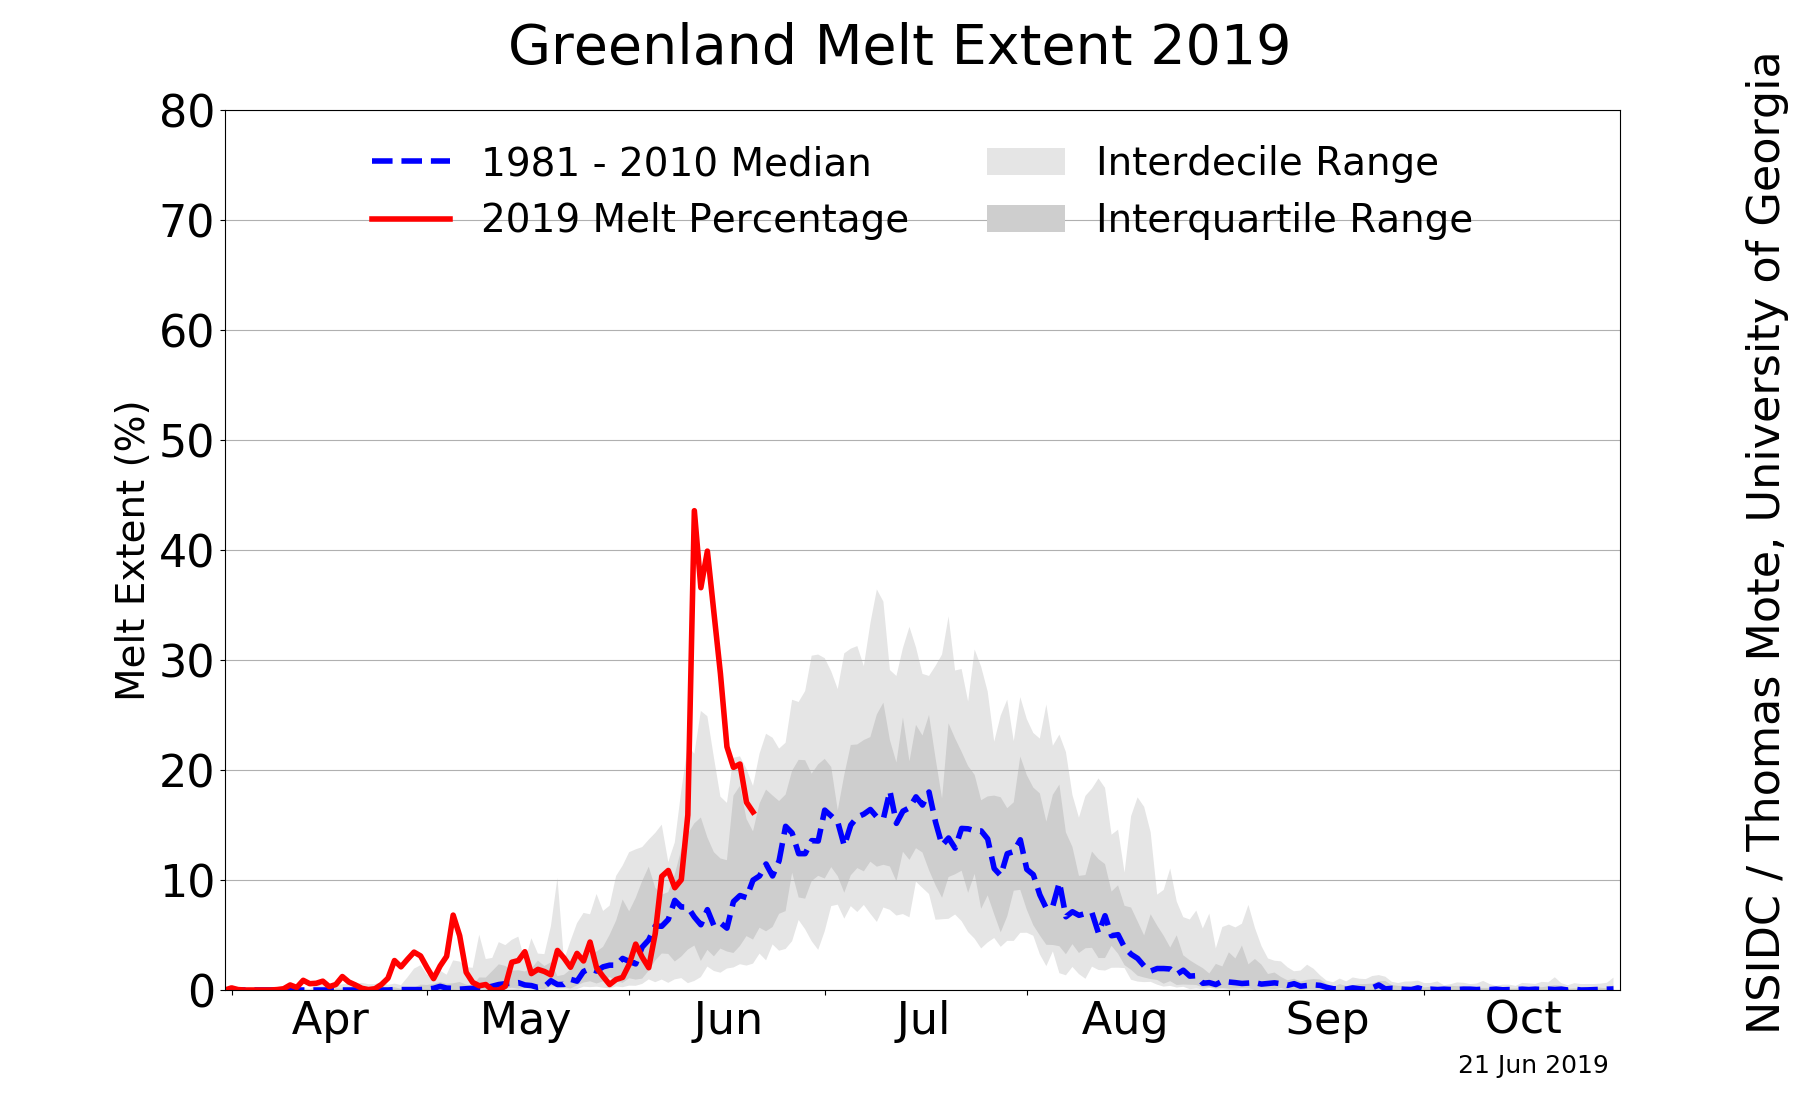 Greenland Melt Extent 2019
80
70
60
50
40
30
20
10
0
Melt Extent (%)
1981 - 2010 Median
2019 Melt Percentage
Interdecile Range
Interquartile Range
Apr
May
Jun
Jul
Aug
Sep
Oct
21 Jun 2019
NSIDC / Thomas Mote, University of Georgia